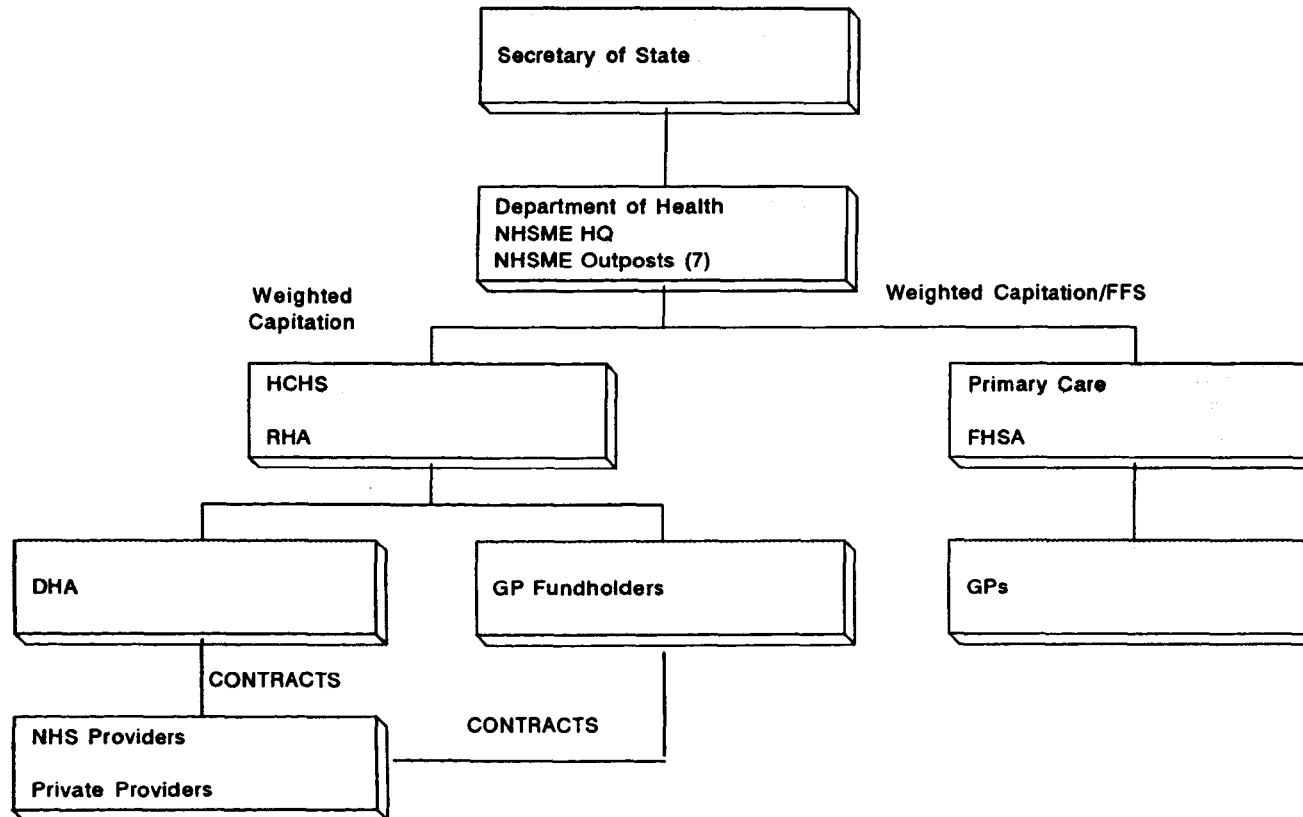 Secretary of State
Department of Health
NHSME HQ
NHSME Outposts (7)
Weighted
Capitation
Weighted Capitation/FFS
HCHS
RHA
Primary Care
FHSA
DHA
GP Fundholders
GPs
CONTRACTS
CONTRACTS
NHS Providers
Private Providers